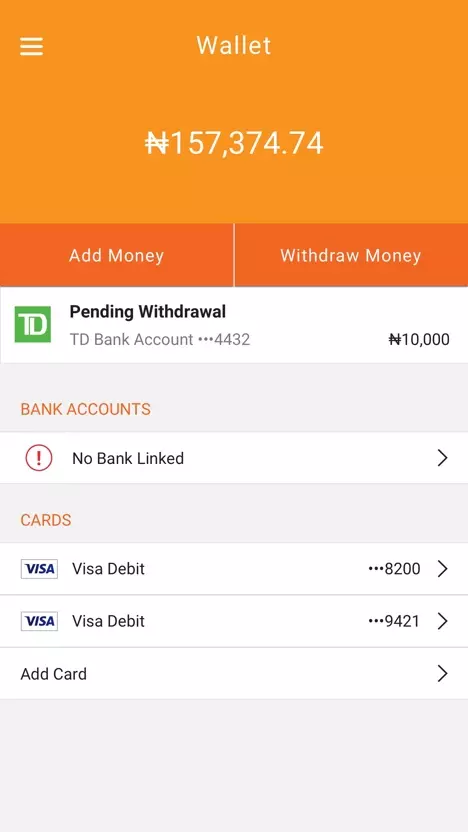 Wallet
₦157,374.74
Add Money Withdraw Money
TD Pending Withdrawal
TD Bank Account •••4432 ₦10,000
BANK ACCOUNTS
! No Bank Linked
CARDS
VISA Visa Debit •••8200
VISA Visa Debit •••9421
Add Card